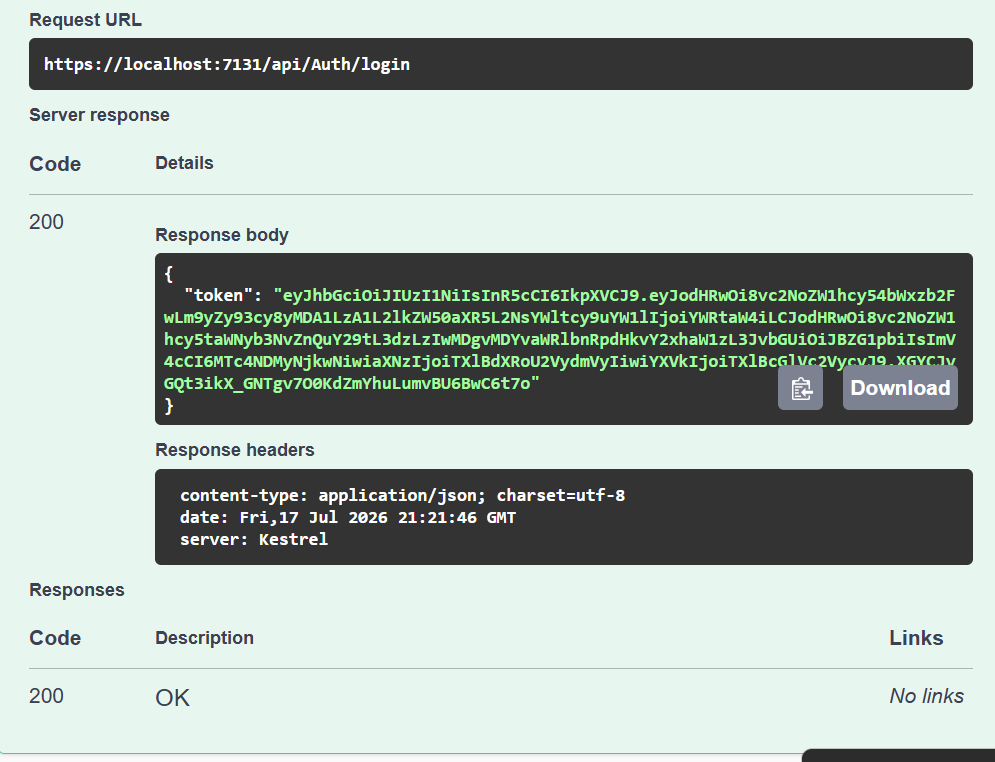 Request URL
https://localhost:7131/api/Auth/login
Server response
Code Details
200
Response body
{
"token": "eyJhbGciOiJIUzI1NiIsInR5cCI6IkpXVCJ9.eyJodHRwOi8vc2NoZW1hcy54bWxzb2F
wLm9yZy93cy8yMDA1LzA1L2lkZW50aXR5L2NsYWltcy9uYW1lIjoiYWRtaW4iLCJodHRwOi8vc2NoZW1
hcy5taWNyb3NvZnQuY29tL3dzLzIwMDgvMDYvaWRlbnRpdHkvY2xhaW1zL3JvbGUiOiJBZG1pbiIsImV
4cCI6MTc4NDMyNjkwNiwiaXNzIjoiTXlBdXRoU2VydmVyIiwiYXVkIjoiTXlBcGlVc2VycyJ9.XGYCJv
GQt3ikX_GNTgv7O0KdZmYhuLumvBU6BwC6t7o"
}
Download
Response headers
content-type: application/json; charset=utf-8
date: Fri,17 Jul 2026 21:21:46 GMT
server: Kestrel
Responses
Code Description Links
200 OK No links